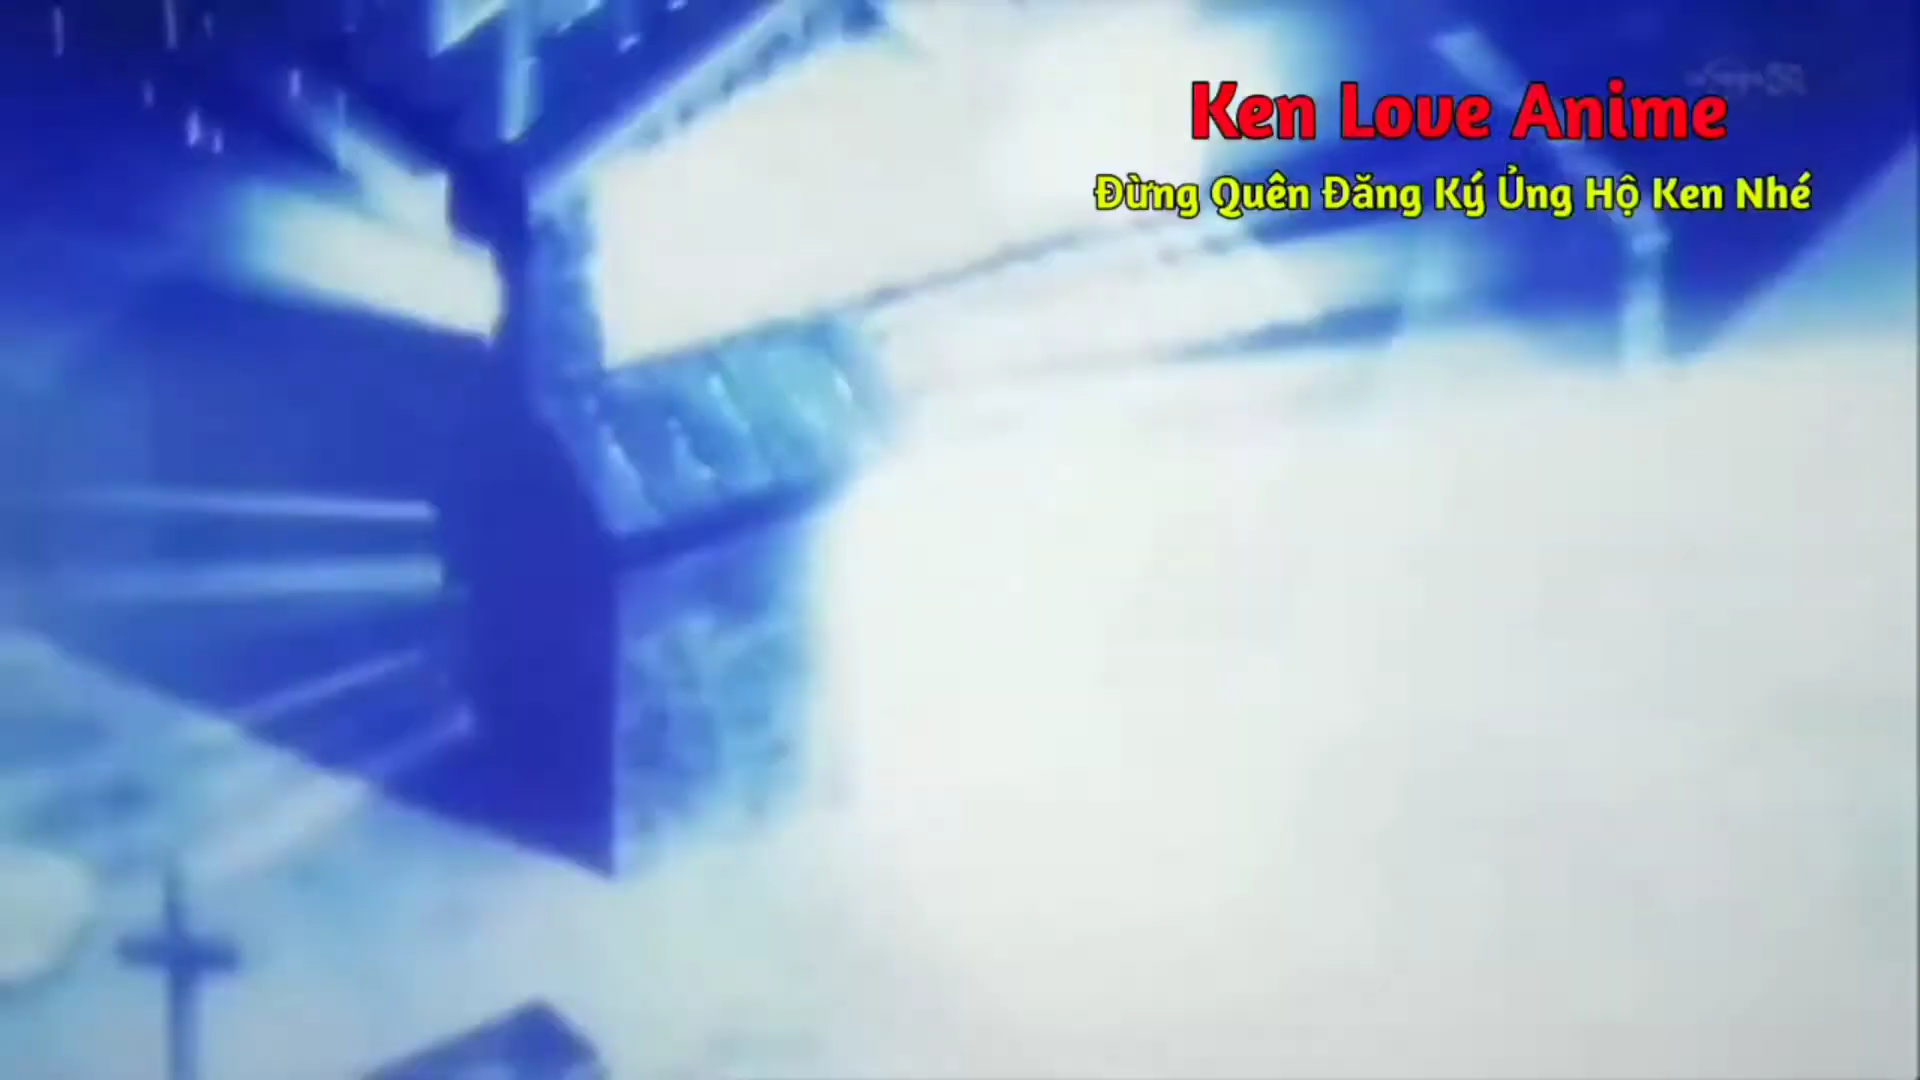 Ken Love Anime
Đừng Quên Đăng Ký Ủng Hộ Ken Nhé